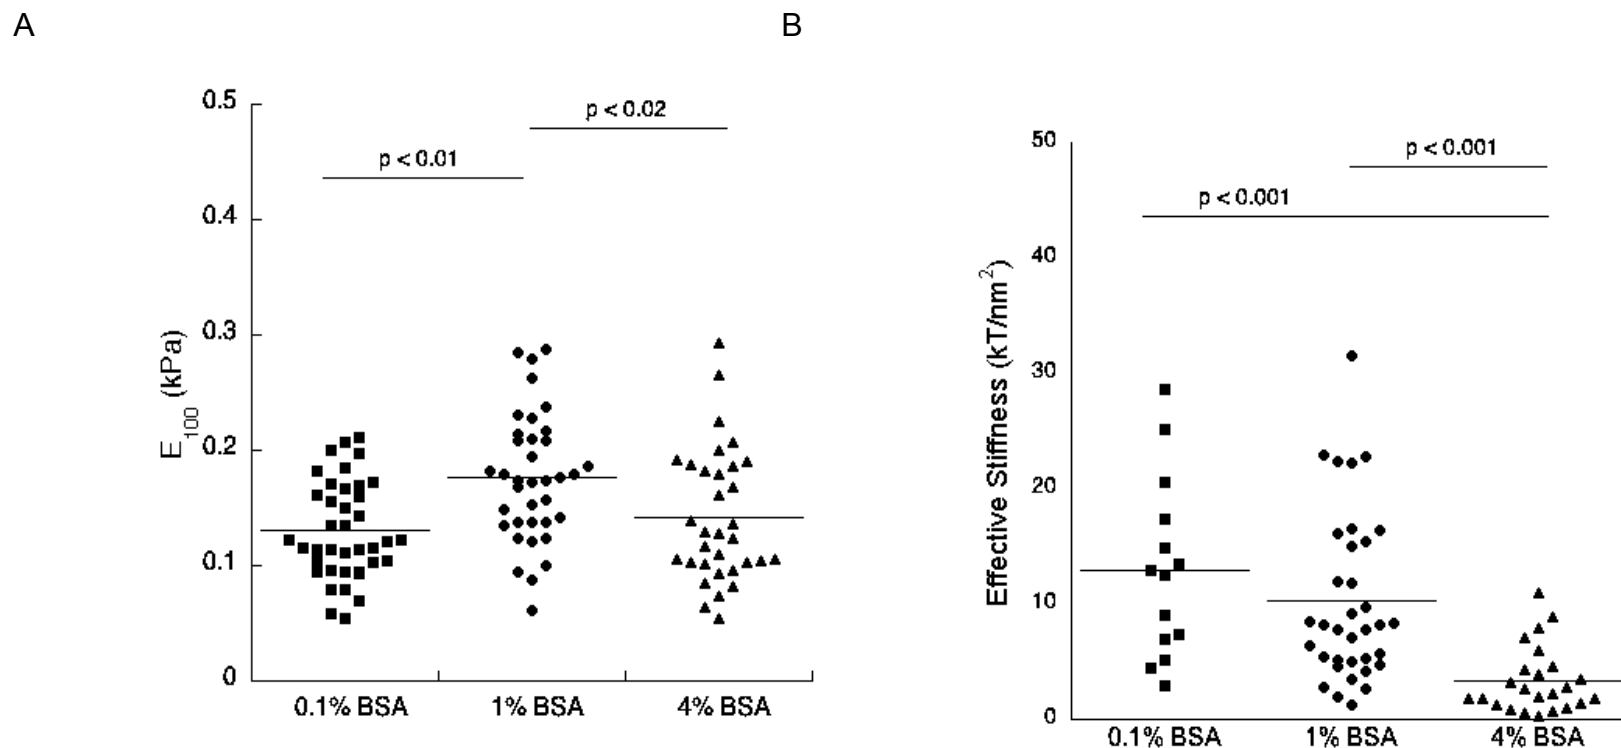 A
B
0.5
0.4
0.3
0.2
0.1
0
E100 (kPa)
p < 0.01
p < 0.02
0.1% BSA
1% BSA
4% BSA
50
40
30
20
10
0
Effective Stiffness (kT/nm²)
p < 0.001
p < 0.001
0.1% BSA
1% BSA
4% BSA